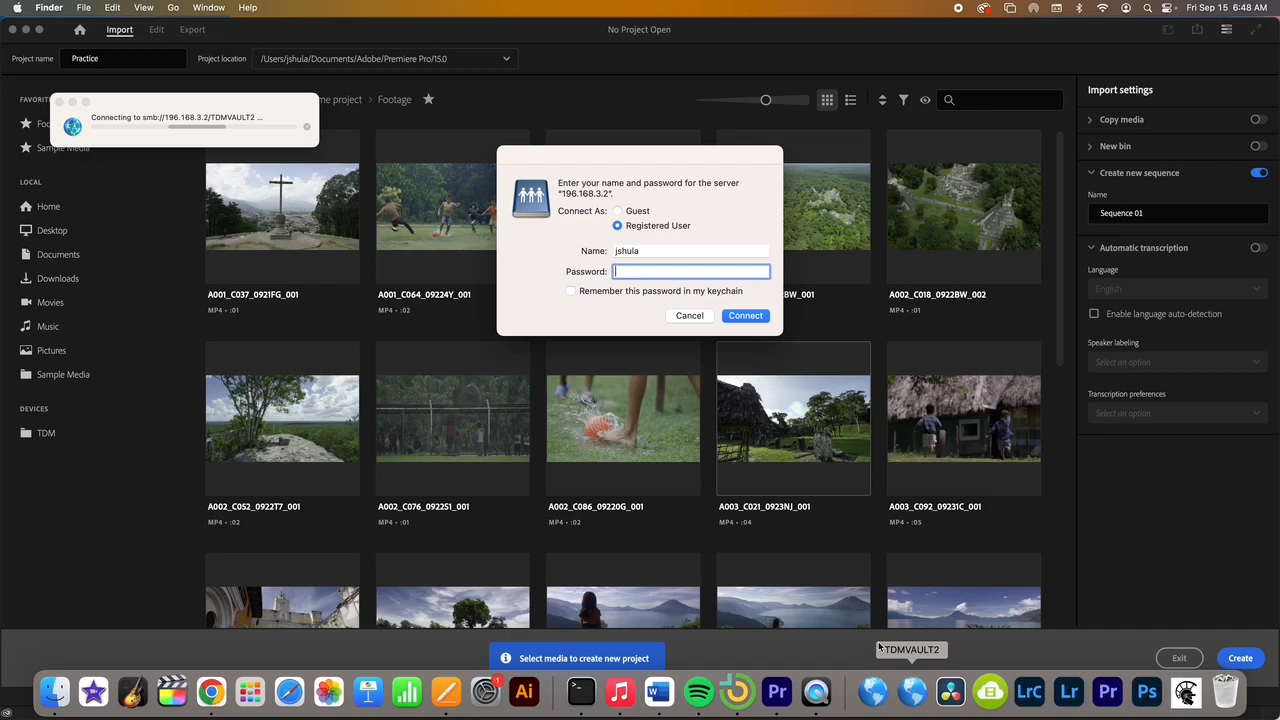 Finder File Edit View Go Window Help Fri Sep 15 6:48 AM
Import Edit Export No Project Open
Project name Practice Project location /Users/jshula/Documents/Adobe/Premiere Pro/15.0
FAVORIT
Sample Media
LOCAL
Home
Desktop
Documents
Downloads
Movies
Music
Pictures
Sample Media
DEVICES
TDM
Connecting to smb://196.168.3.2/TDMVAULT2 ...
me project > Footage
Enter your name and password for the server
"196.168.3.2".
Connect As: Guest
Registered User
Name: jshula
Password:
Remember this password in my keychain
Cancel Connect
A001_C037_0921FG_001
MP4 • :01
A001_C064_09224Y_001
MP4 • :02
BW_001
A002_C018_0922BW_002
MP4 • :01
A002_C052_0922T7_001
MP4 • :02
A002_C076_0922S1_001
MP4 • :01
A002_C086_09220G_001
MP4 • :02
A003_C021_0923NJ_001
MP4 • :04
A003_C092_09231C_001
MP4 • :05
Import settings
Copy media
New bin
Create new sequence
Name
Sequence 01
Automatic transcription
Language
English
Enable language auto-detection
Speaker labeling
Select an option
Transcription preferences
Select an option
Select media to create new project
TDMVAULT2
Exit Create
1 Ai W Pr LrC Lr Pr Ps